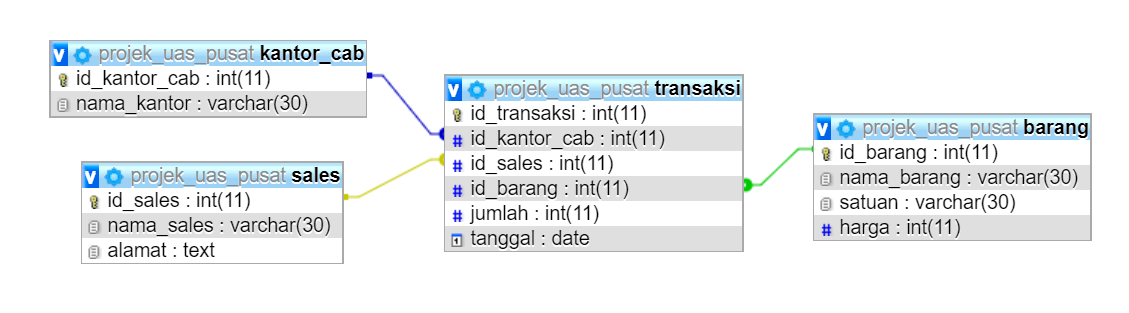 projek_uas_pusat kantor_cab
id_kantor_cab : int(11)
nama_kantor : varchar(30)
projek_uas_pusat sales
id_sales : int(11)
nama_sales : varchar(30)
alamat : text
projek_uas_pusat transaksi
id_transaksi : int(11)
id_kantor_cab : int(11)
id_sales : int(11)
id_barang : int(11)
jumlah : int(11)
tanggal : date
projek_uas_pusat barang
id_barang : int(11)
nama_barang : varchar(30)
satuan : varchar(30)
harga : int(11)